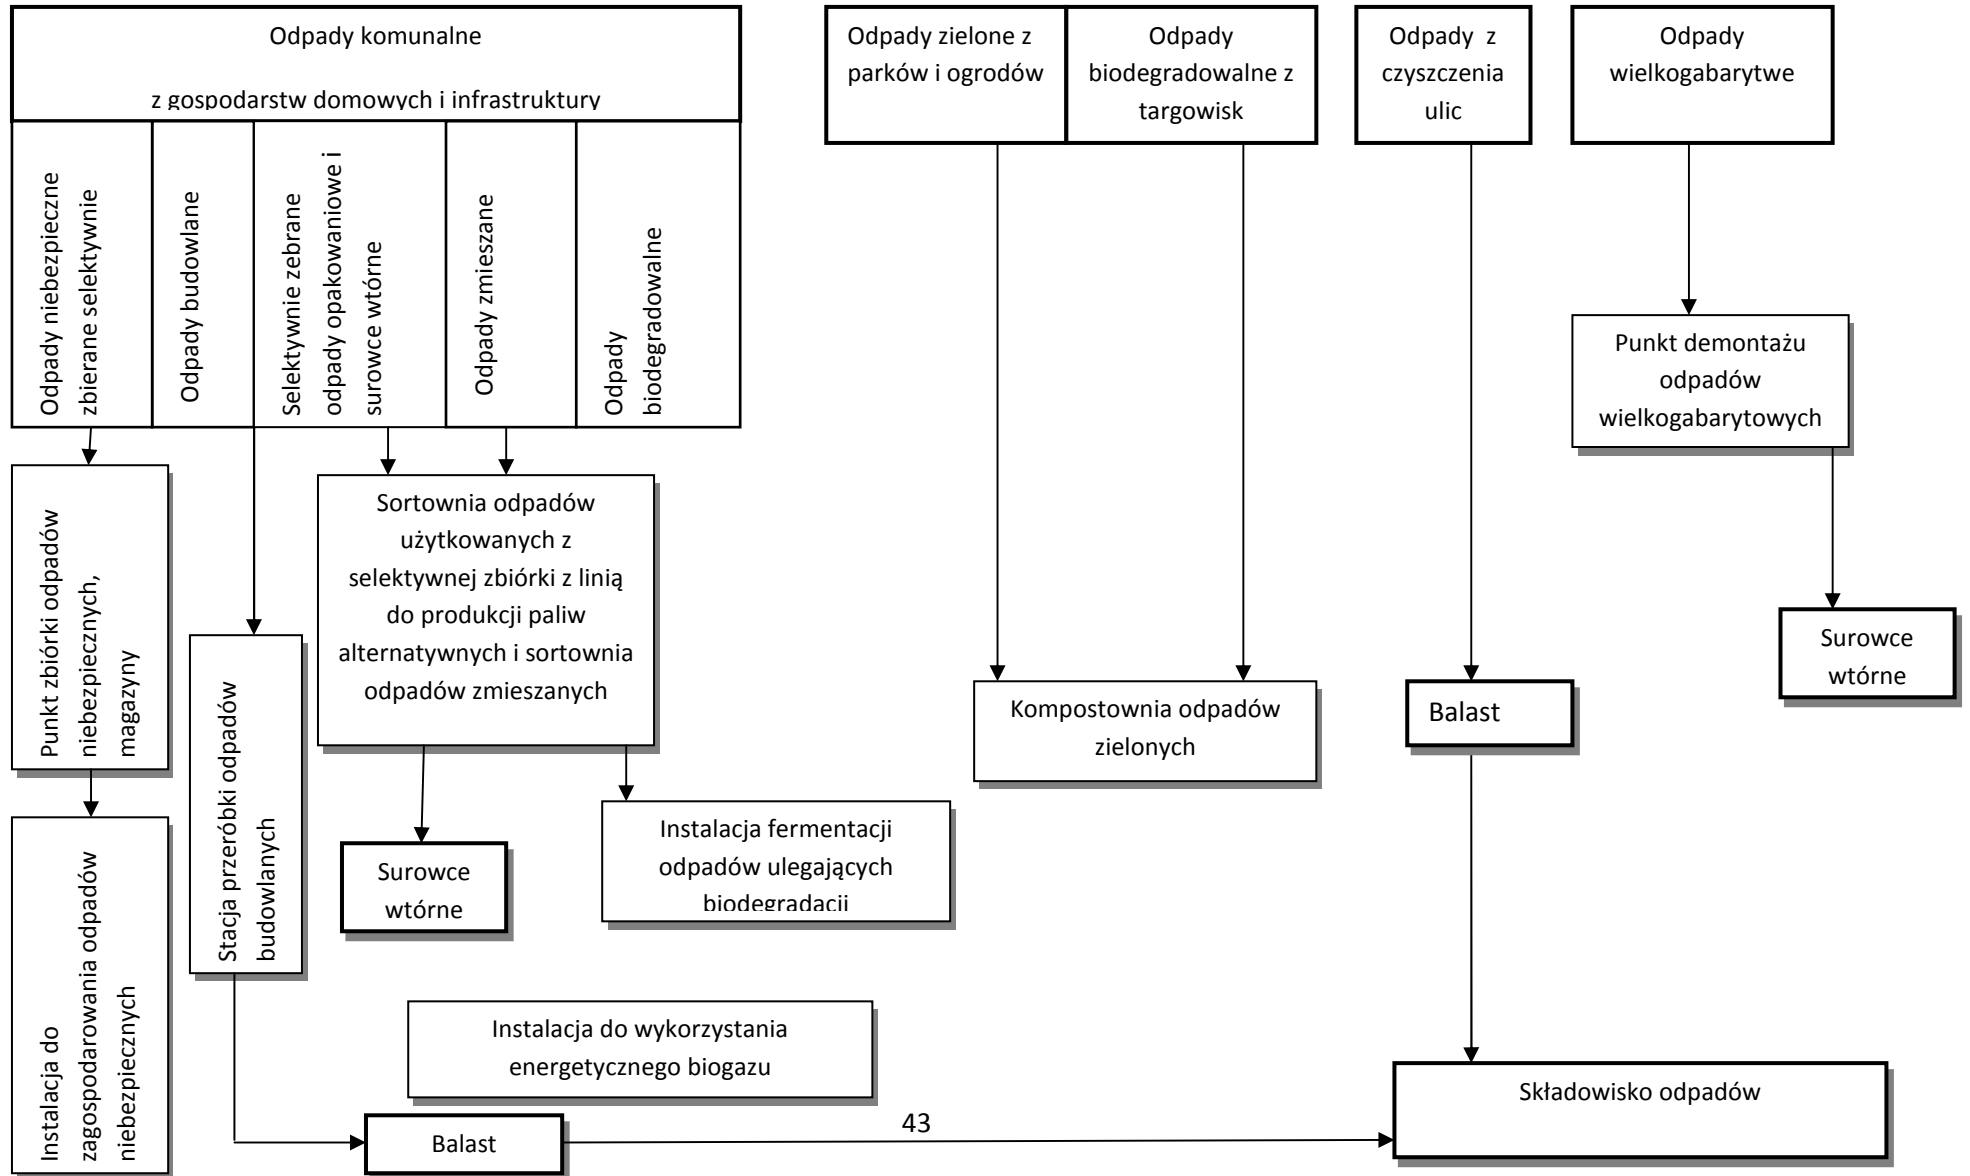 Odpady komunalne
z gospodarstw domowych i infrastruktury
Odpady niebezpieczne
zbierane selektywnie
Odpady budowlane
Selektywnie zebrane
odpady opakowaniowe i
surowce wtórne
Odpady zmieszane
Odpady
biodegradowalne
Odpady zielone z
parków i ogrodów
Odpady
biodegradowalne z
targowisk
Odpady z
czyszczenia
ulic
Odpady
wielkogabarytwe
Punkt demontażu
odpadów
wielkogabarytowych
Surowce
wtórne
Punkt zbiórki odpadów
niebezpiecznych,
magazyny
Sortownia odpadów
użytkowanych z
selektywnej zbiórki z linią
do produkcji paliw
alternatywnych i sortownia
odpadów zmieszanych
Stacja przeróbki odpadów
budowlanych
Kompostownia odpadów
zielonych
Balast
Instalacja do
zagospodarowania odpadów
niebezpiecznych
Surowce
wtórne
Instalacja fermentacji
odpadów ulegających
biodegradacji
Instalacja do wykorzystania
energetycznego biogazu
Składowisko odpadów
Balast
43